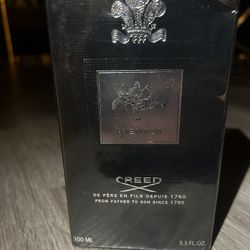 CREED
DE PÈRE EN FILS DEPUIS 1760
FROM FATHER TO SON SINCE 1760
100 ML 3.3 FL.OZ.